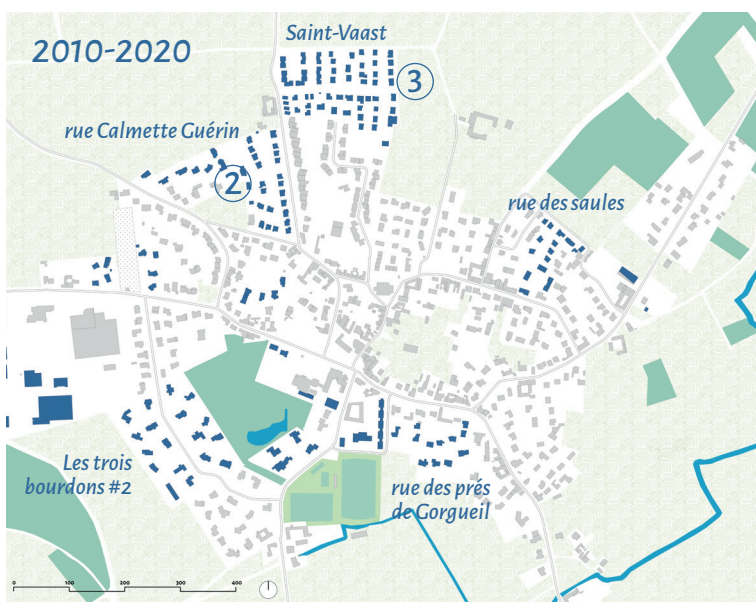 2010-2020
Saint-Vaast
3
rue Calmette Guérin
2
rue des saules
Les trois
bourdons #2
rue des prés
de Gorgueil
0 100 200 300 400